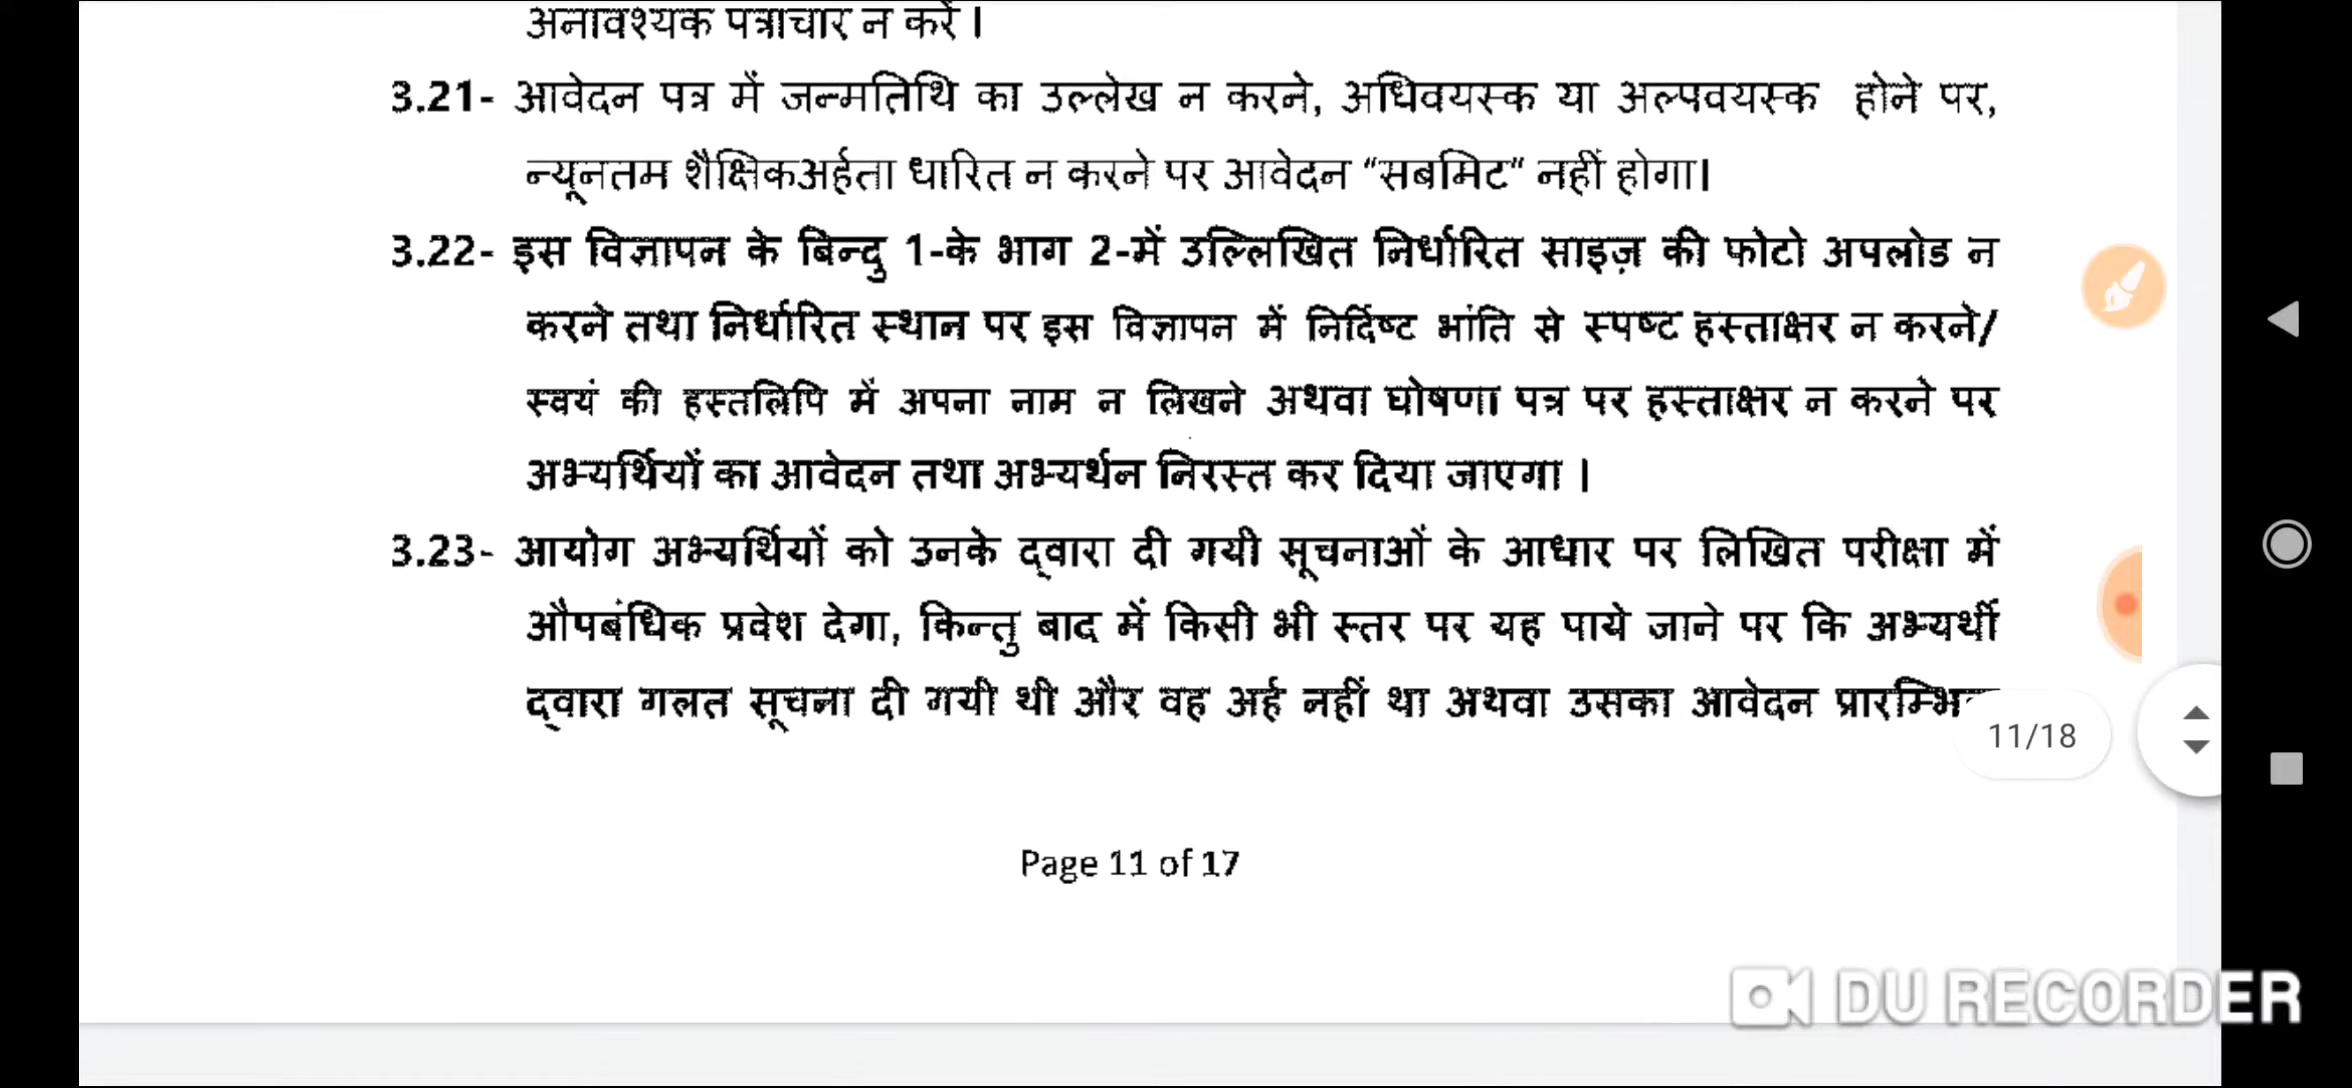 अनावश्यक पत्राचार न करें।
3.21- आवेदन पत्र में जन्मतिथि का उल्लेख न करने, अधिवयस्क या अल्पवयस्क होने पर,
न्यूनतम शैक्षिकअर्हता धारित न करने पर आवेदन "सबमिट" नहीं होगा।
3.22- इस विज्ञापन के बिन्दु 1-के भाग 2-में उल्लिखित निर्धारित साइज़ की फोटो अपलोड न
करने तथा निर्धारित स्थान पर इस विज्ञापन में निर्दिष्ट भांति से स्पष्ट हस्ताक्षर न करने/
स्वयं की हस्तलिपि में अपना नाम न लिखने अथवा घोषणा पत्र पर हस्ताक्षर न करने पर
अभ्यर्थियों का आवेदन तथा अभ्यर्थन निरस्त कर दिया जाएगा ।
3.23- आयोग अभ्यर्थियों को उनके द्वारा दी गयी सूचनाओं के आधार पर लिखित परीक्षा में
औपबंधिक प्रवेश देगा, किन्तु बाद में किसी भी स्तर पर यह पाये जाने पर कि अभ्यर्थी
द्वारा गलत सूचना दी गयी थी और वह अर्ह नहीं था अथवा उसका आवेदन
11/18
Page 11 of 17
DU RECORDER